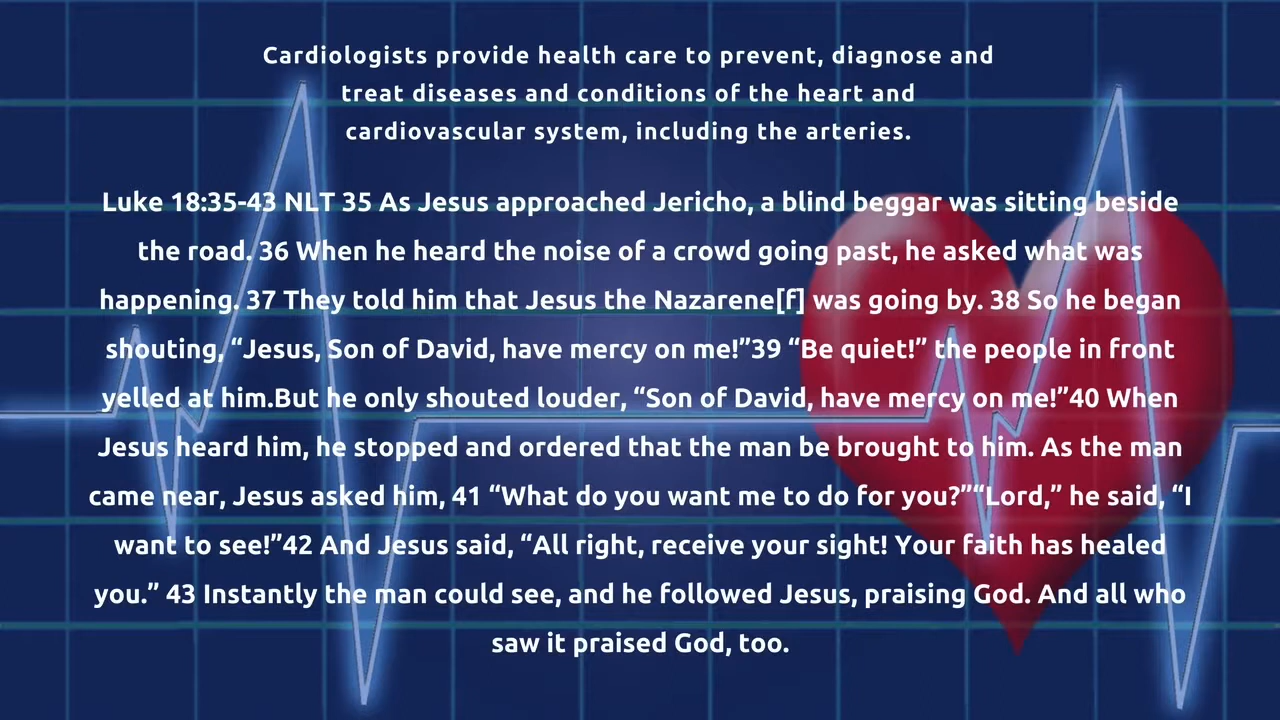 Cardiologists provide health care to prevent, diagnose and
treat diseases and conditions of the heart and
cardiovascular system, including the arteries.
Luke 18:35-43 NLT 35 As Jesus approached Jericho, a blind beggar was sitting beside
the road. 36 When he heard the noise of a crowd going past, he asked what was
happening. 37 They told him that Jesus the Nazarene[f] was going by. 38 So he began
shouting, “Jesus, Son of David, have mercy on me!”39 “Be quiet!” the people in front
yelled at him.But he only shouted louder, “Son of David, have mercy on me!”40 When
Jesus heard him, he stopped and ordered that the man be brought to him. As the man
came near, Jesus asked him, 41 “What do you want me to do for you?”“Lord,” he said, “I
want to see!”42 And Jesus said, “All right, receive your sight! Your faith has healed
you.” 43 Instantly the man could see, and he followed Jesus, praising God. And all who
saw it praised God, too.